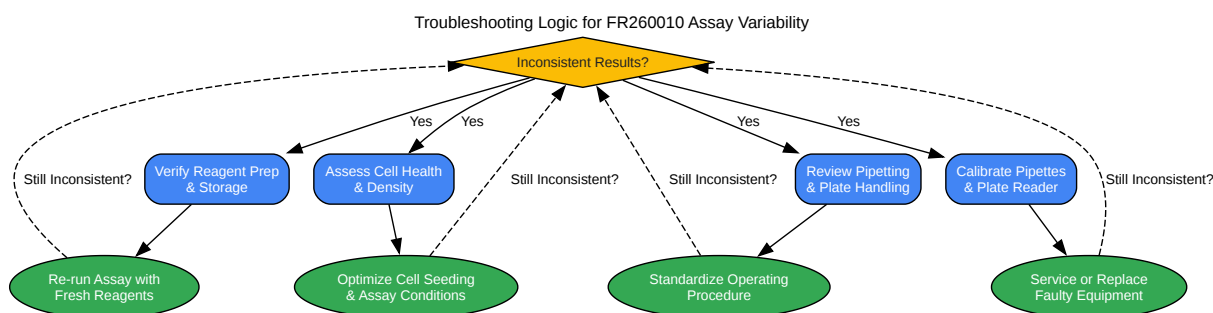 Troubleshooting Logic for FR260010 Assay Variability
Inconsistent Results?
Yes
Yes
Yes
Yes
Verify Reagent Prep
& Storage
Assess Cell Health
& Density
Review Pipetting
& Plate Handling
Calibrate Pipettes
& Plate Reader
Still Inconsistent?
Still Inconsistent?
Still Inconsistent?
Still Inconsistent?
Re-run Assay with
Fresh Reagents
Optimize Cell Seeding
& Assay Conditions
Standardize Operating
Procedure
Service or Replace
Faulty Equipment